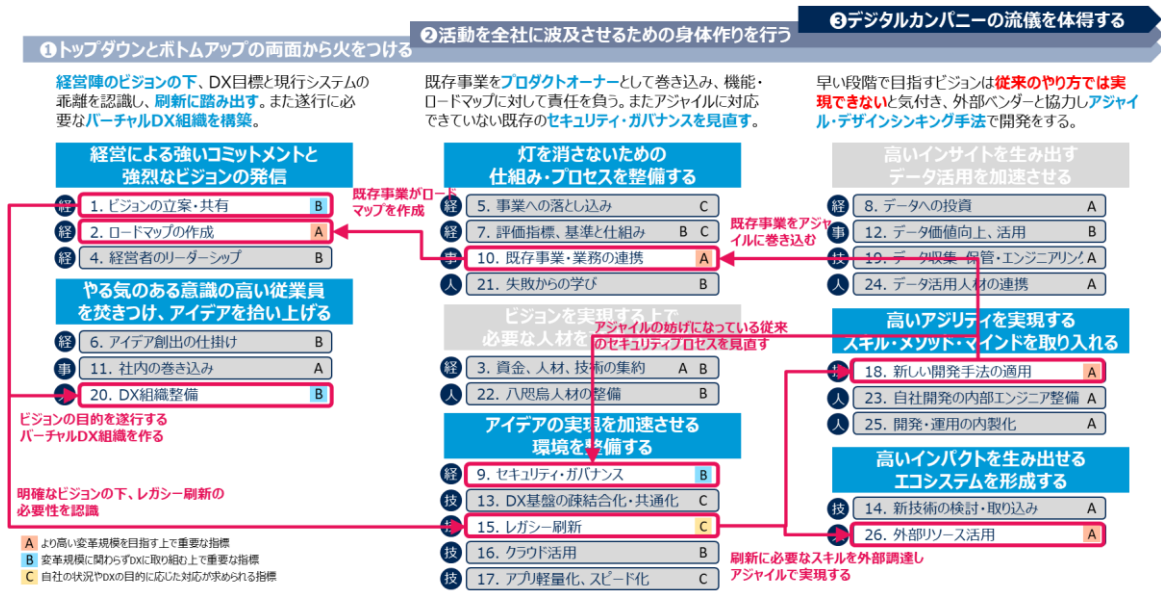 ❶トップダウンとボトムアップの両面から火をつける
❷活動を全社に波及させるための身体作りを行う
❸デジタルカンパニーの流儀を体得する
経営陣のビジョンの下、DX目標と現行システムの
乖離を認識し、刷新に踏み出す。また遂行に必
要なバーチャルDX組織を構築。
経営による強いコミットメントと
強烈なビジョンの発信
経 1. ビジョンの立案・共有 B
経 2. ロードマップの作成 A
経 4. 経営者のリーダーシップ B
やる気のある意識の高い従業員
を焚きつけ、アイデアを拾い上げる
経 6. アイデア創出の仕掛け B
事 11. 社内の巻き込み A
20. DX組織整備 B
ビジョンの目的を遂行する
バーチャルDX組織を作る
明確なビジョンの下、レガシー刷新の
必要性を認識
A より高い変革規模を目指す上で重要な指標
B 変革規模に関わらずDXに取り組む上で重要な指標
C 自社の状況やDXの目的に応じた対応が求められる指標
既存事業をプロダクトオーナーとして巻き込み、機能・
ロードマップに対して責任を負う。またアジャイルに対応
できていない既存のセキュリティ・ガバナンスを見直す。
灯を消さないための
仕組み・プロセスを整備する
既存事業がロード
マップを作成
経 5. 事業への落とし込み C
経 7. 評価指標、基準と仕組み B C
事 10. 既存事業・業務の連携 A
人 21. 失敗からの学び B
ビジョンを実現する上で
必要な人材を
アジャイルの妨げになっている従来
のセキュリティプロセスを見直す
経 3. 資金、人材、技術の集約 A B
人 22. 八咫烏人材の整備 B
アイデアの実現を加速させる
環境を整備する
経 9. セキュリティ・ガバナンス B
技 13. DX基盤の疎結合化・共通化 C
技 15. レガシー刷新 C
技 16. クラウド活用 B
技 17. アプリ軽量化、スピード化 C
早い段階で目指すビジョンは従来のやり方では実
現できないと気付き、外部ベンダーと協力しアジャイ
ル・デザインシンキング手法で開発をする。
高いインサイトを生み出す
データ活用を加速させる
既存事業をアジャ
イルに巻き込む
経 8. データへの投資 A
事 12. データ価値向上、活用 B
技 19. データ収集・保管・エンジニアリング A
人 24. データ活用人材の連携 A
高いアジリティを実現する
スキル・メソッド・マインドを取り入れる
技 18. 新しい開発手法の適用 A
人 23. 自社開発の内部エンジニア整備 A
人 25. 開発・運用の内製化 A
高いインパクトを生み出せる
エコシステムを形成する
技 14. 新技術の検討・取り込み A
26. 外部リソース活用 A
刷新に必要なスキルを外部調達し
アジャイルで実現する